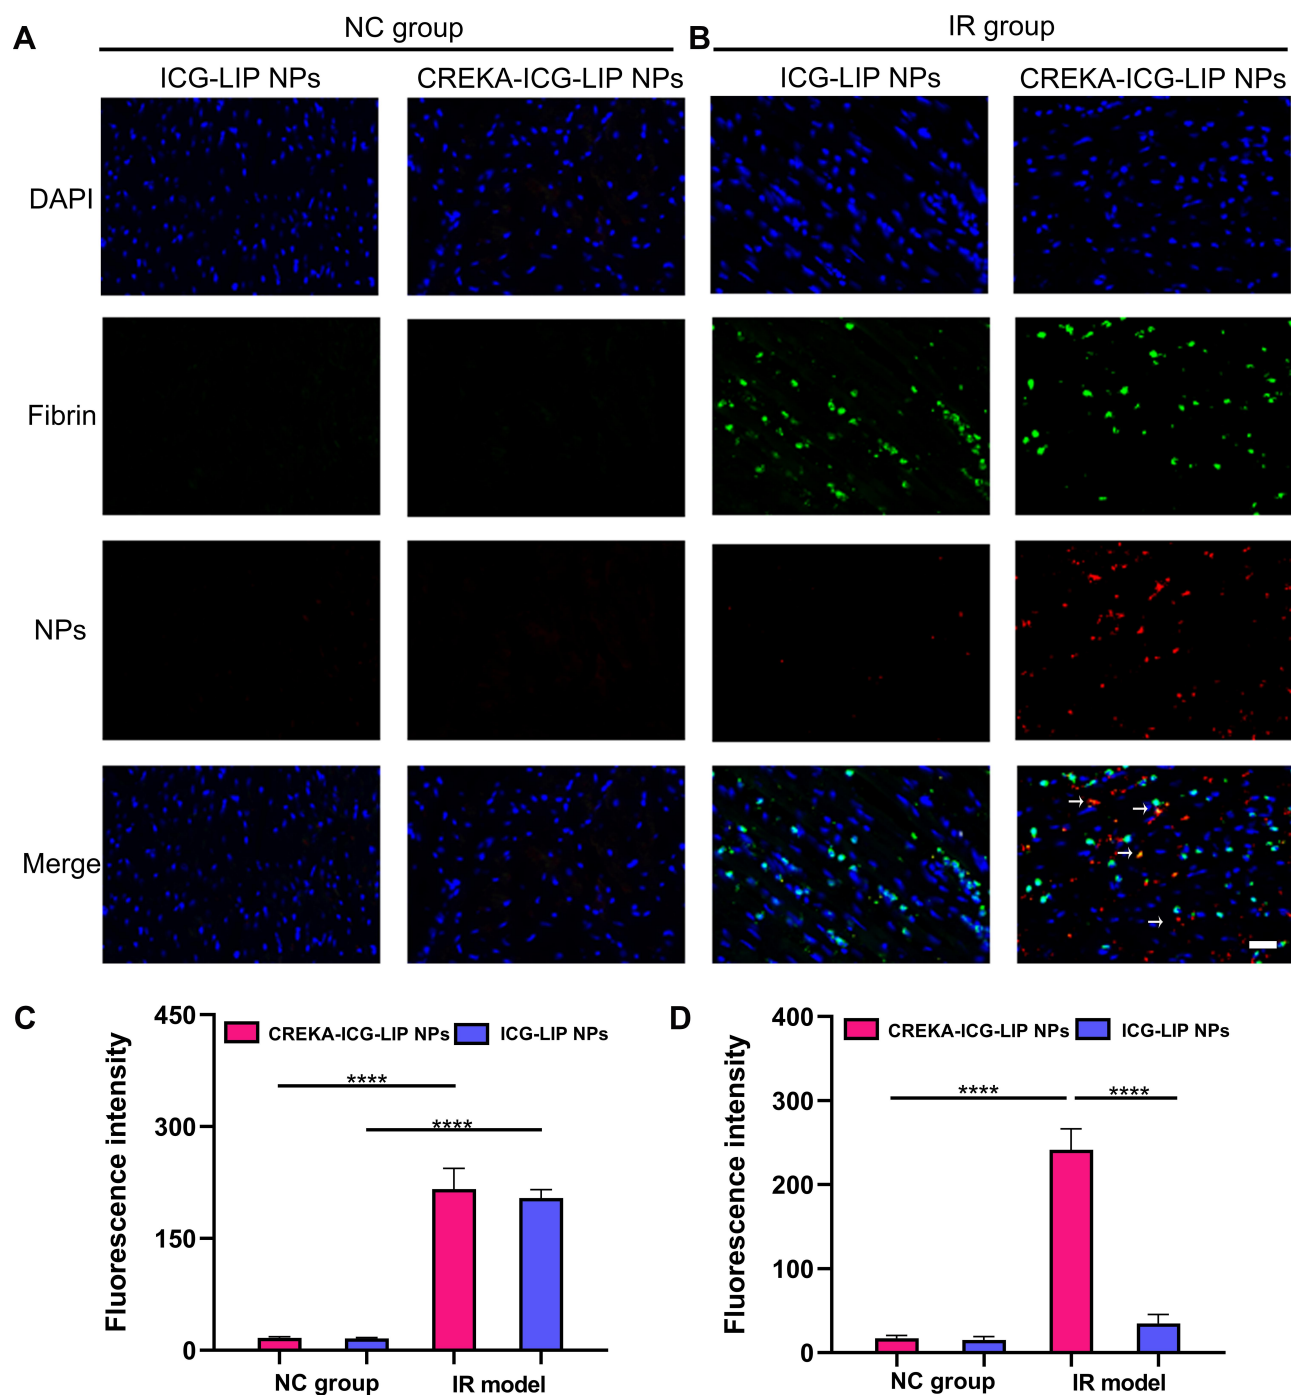 A
NC group
B
IR group
ICG-LIP NPs
CREKA-ICG-LIP NPs
ICG-LIP NPs
CREKA-ICG-LIP NPs
DAPI
Fibrin
NPs
Merge
C
Fluorescence intensity
450
300
150
0
CREKA-ICG-LIP NPs
ICG-LIP NPs
****
****
NC group
IR model
D
Fluorescence intensity
400
300
200
100
0
CREKA-ICG-LIP NPs
ICG-LIP NPs
****
****
NC group
IR model